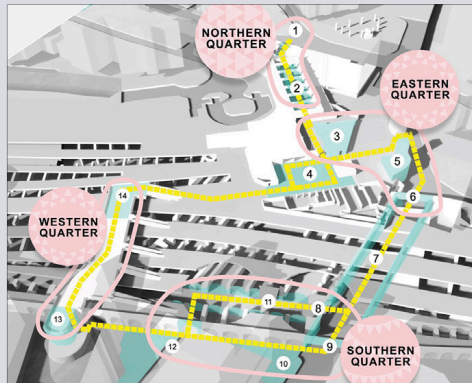 NORTHERN
QUARTER
1
2
EASTERN
QUARTER
3
4
5
6
14
WESTERN
QUARTER
7
11
8
13
12
9
10
SOUTHERN
QUARTER